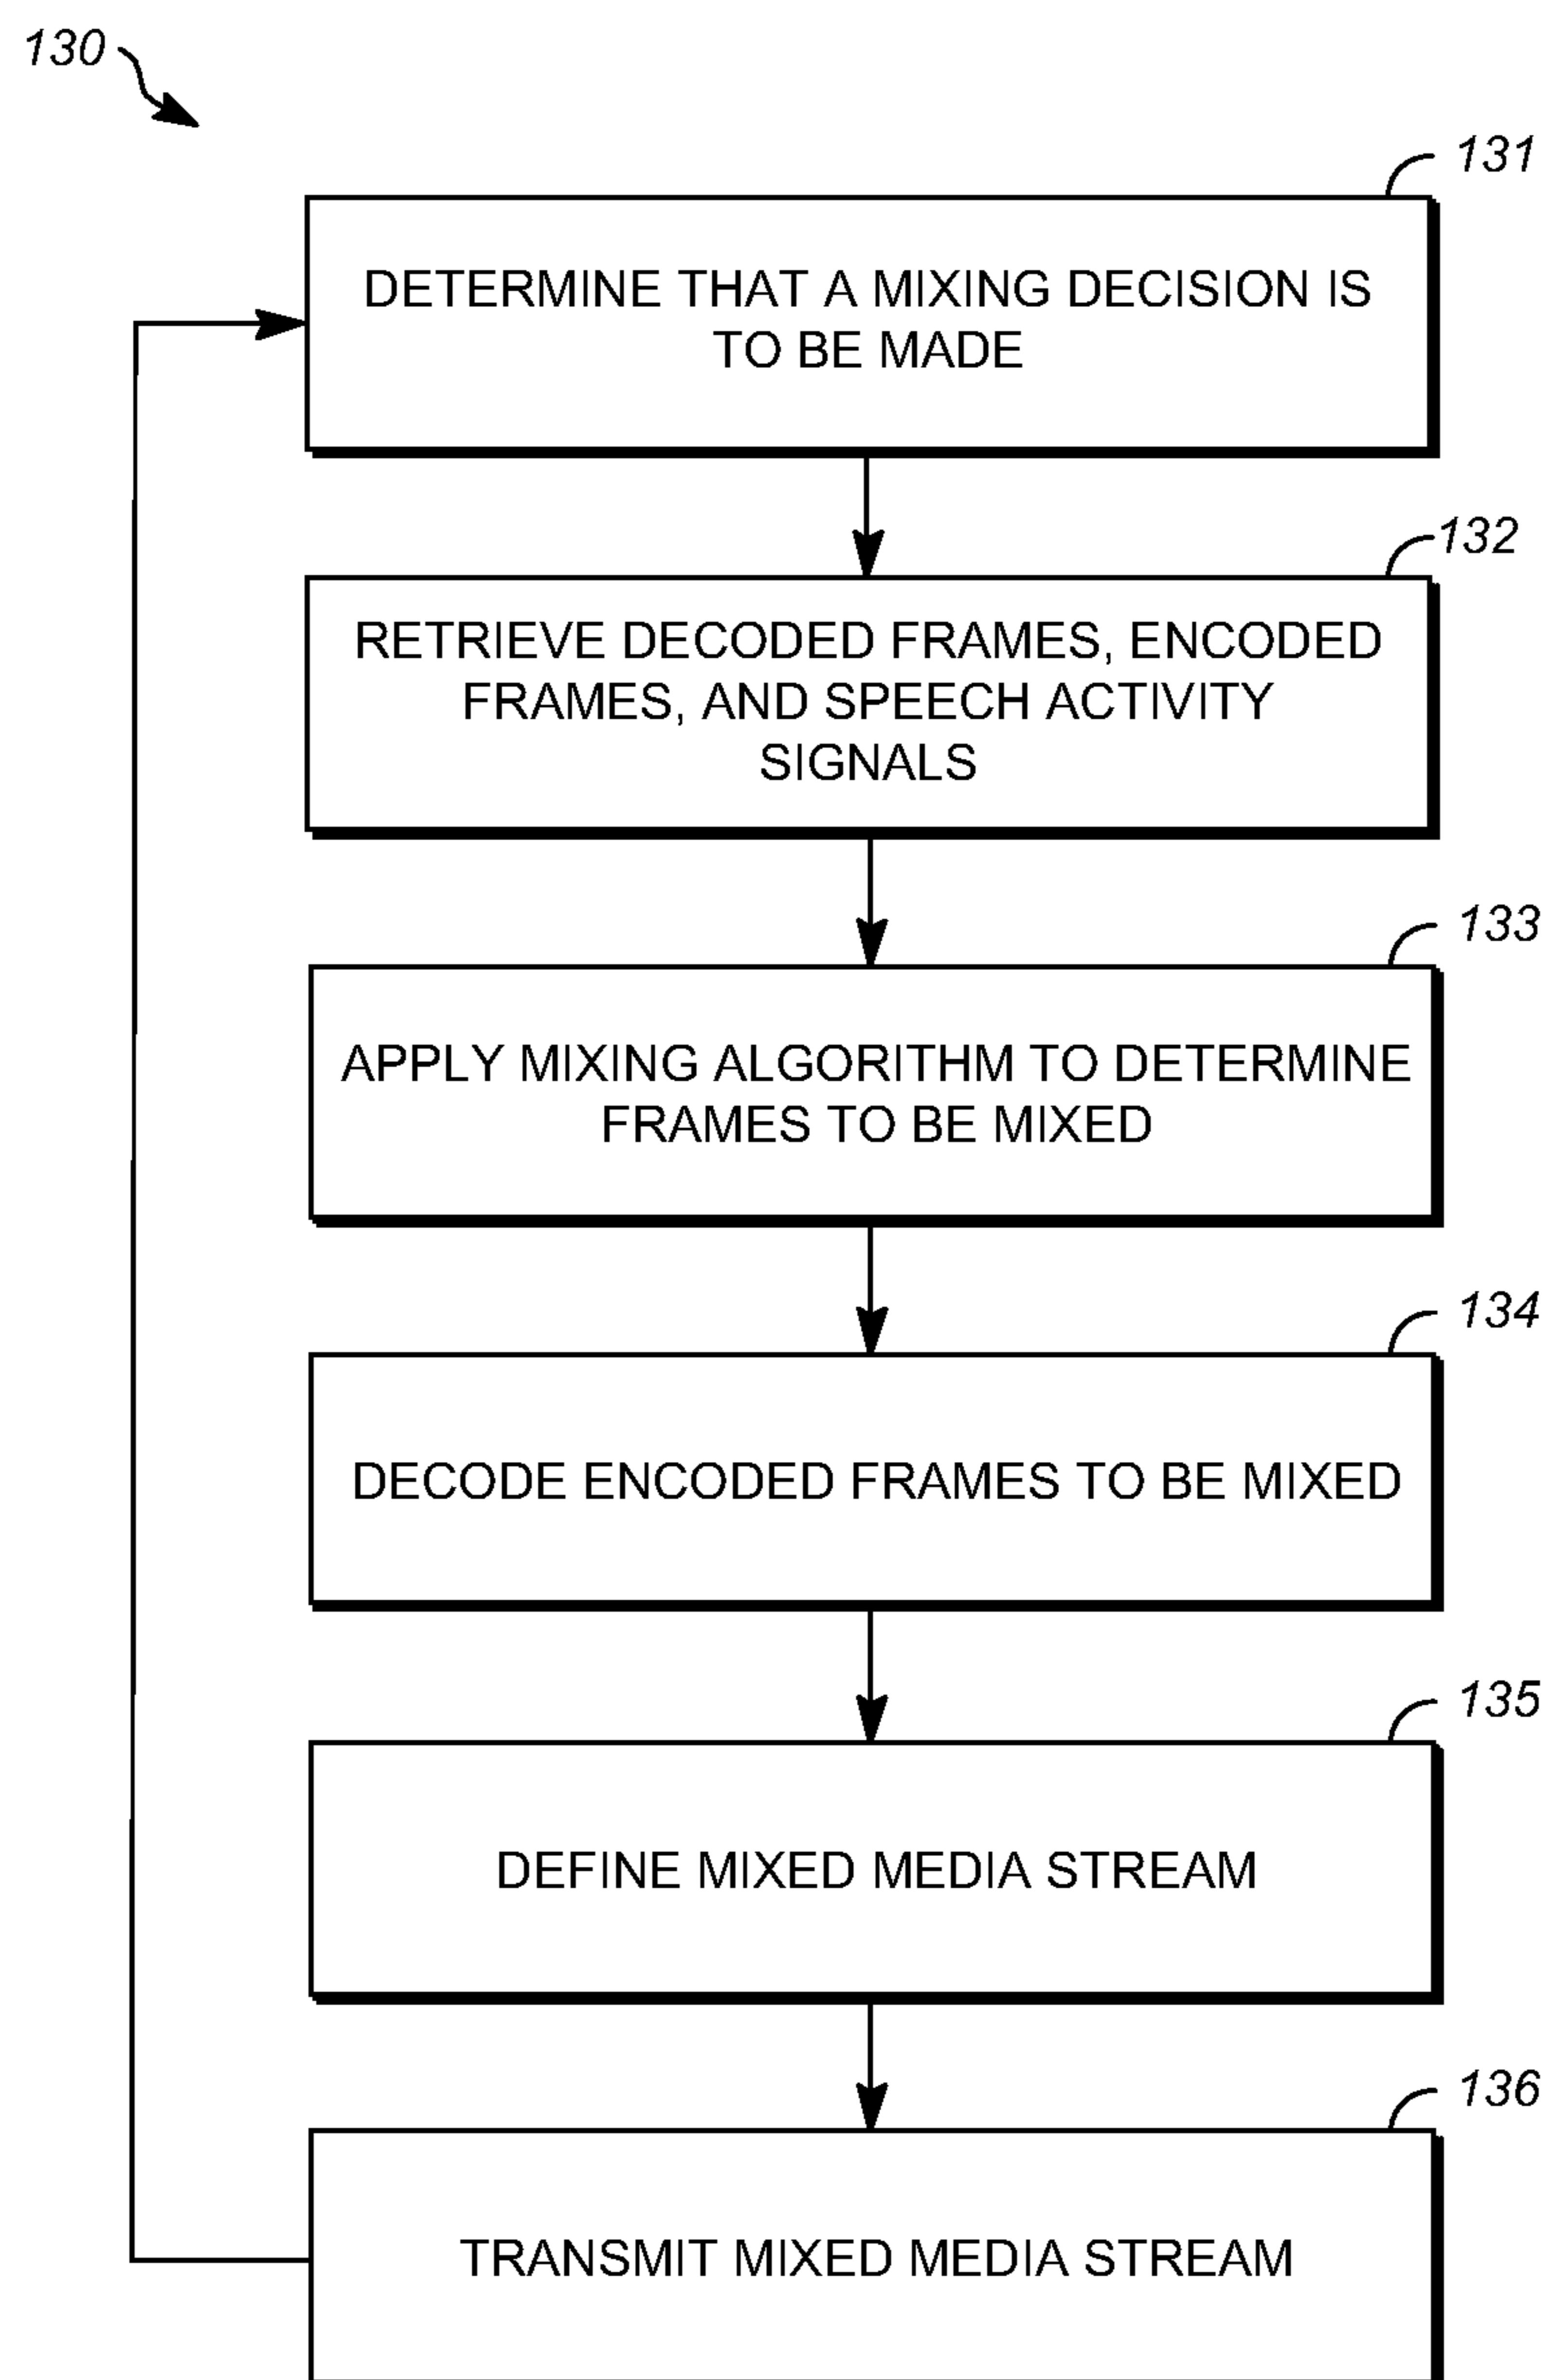 130
131
DETERMINE THAT A MIXING DECISION IS
TO BE MADE
132
RETRIEVE DECODED FRAMES, ENCODED
FRAMES, AND SPEECH ACTIVITY
SIGNALS
133
APPLY MIXING ALGORITHM TO DETERMINE
FRAMES TO BE MIXED
134
DECODE ENCODED FRAMES TO BE MIXED
135
DEFINE MIXED MEDIA STREAM
136
TRANSMIT MIXED MEDIA STREAM